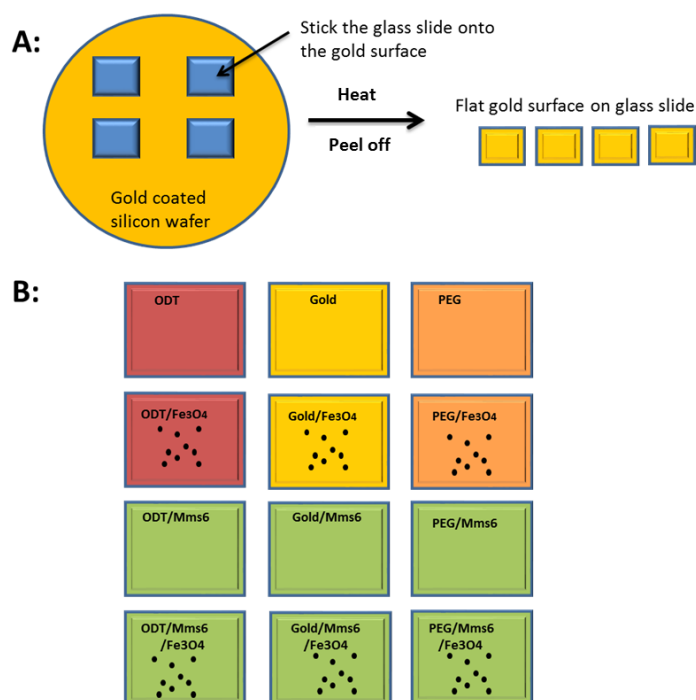 A:
Stick the glass slide onto
the gold surface
Heat
Peel off
Flat gold surface on glass slide
Gold coated
silicon wafer
B:
ODT
Gold
PEG
ODT/Fe3O4
Gold/Fe3O4
PEG/Fe3O4
ODT/Mms6
Gold/Mms6
PEG/Mms6
ODT/Mms6
/Fe3O4
Gold/Mms6
/Fe3O4
PEG/Mms6
/Fe3O4